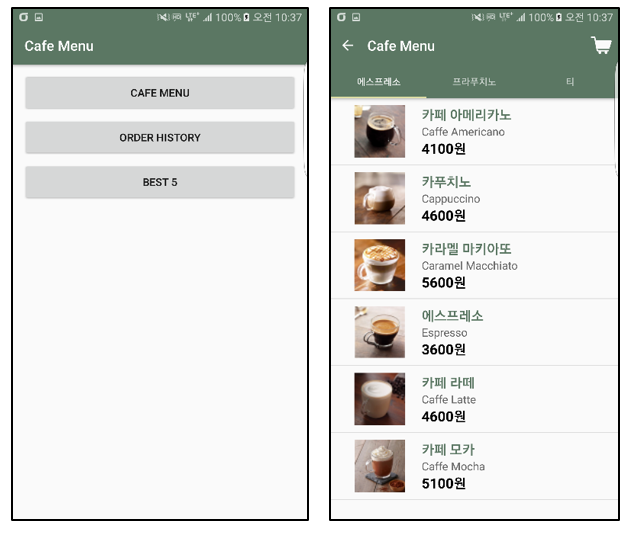 100% 오전 10:37
Cafe Menu
CAFE MENU
ORDER HISTORY
BEST 5
100% 오전 10:37
Cafe Menu
에스프레소 프라푸치노 티
카페 아메리카노
Caffe Americano
4100원
카푸치노
Cappuccino
4600원
카라멜 마키아또
Caramel Macchiato
5600원
에스프레소
Espresso
3600원
카페 라떼
Caffe Latte
4600원
카페 모카
Caffe Mocha
5100원